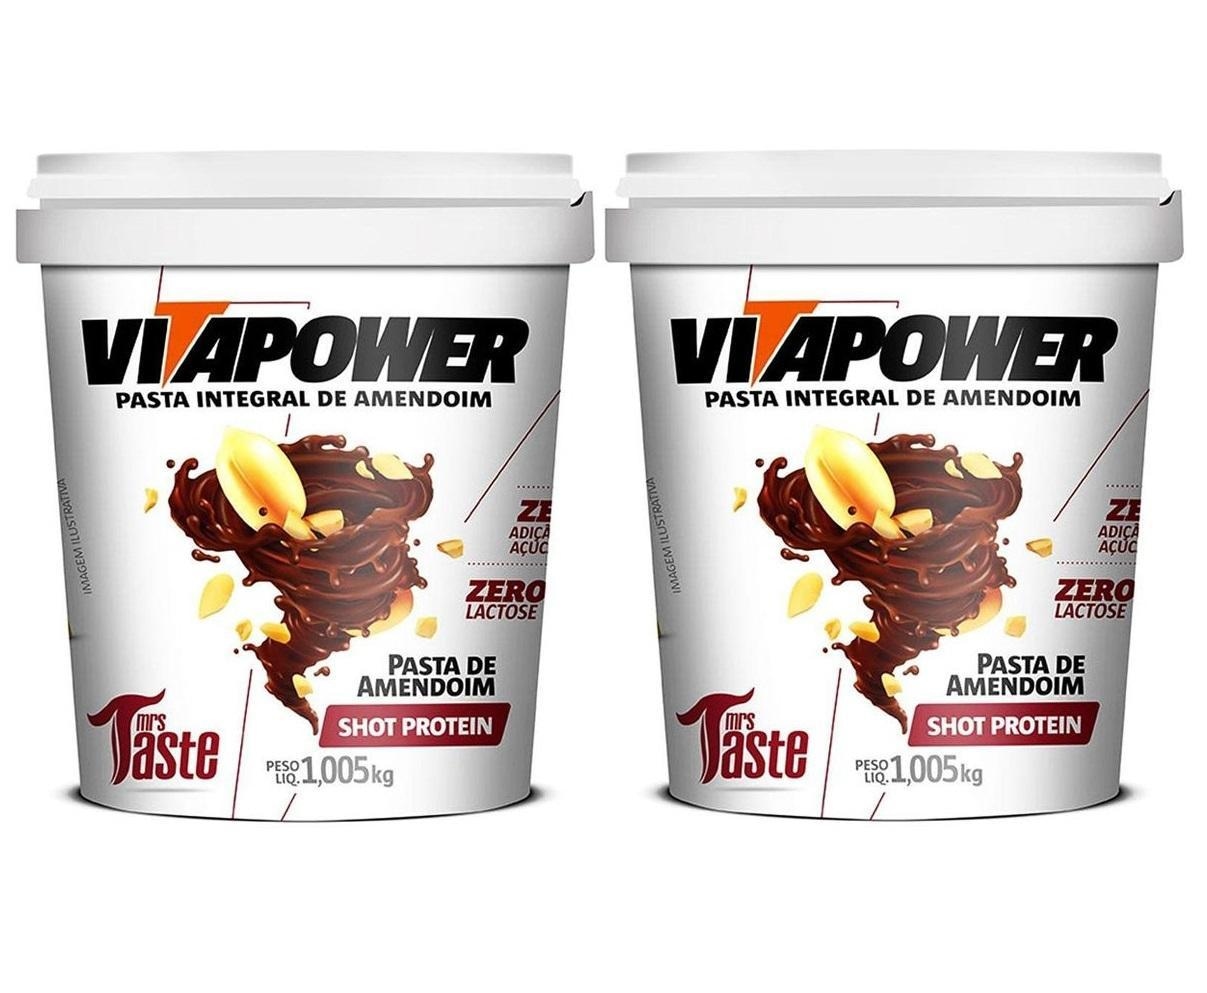 VITAPOWER
PASTA INTEGRAL DE AMENDOIM
IMAGEM ILUSTRATIVA
ZE
ADIÇÃ
AÇÚC
ZERO
LACTOSE
PASTA DE
AMENDOIM
SHOT PROTEIN
mrs
Taste
PESO
LIQ. 1,005kg
VITAPOWER
PASTA INTEGRAL DE AMENDOIM
IMAGEM ILUSTRATIVA
ZE
ADIÇÃ
AÇÚC
ZERO
LACTOSE
PASTA DE
AMENDOIM
SHOT PROTEIN
mrs
Taste
PESO
LIQ. 1,005kg